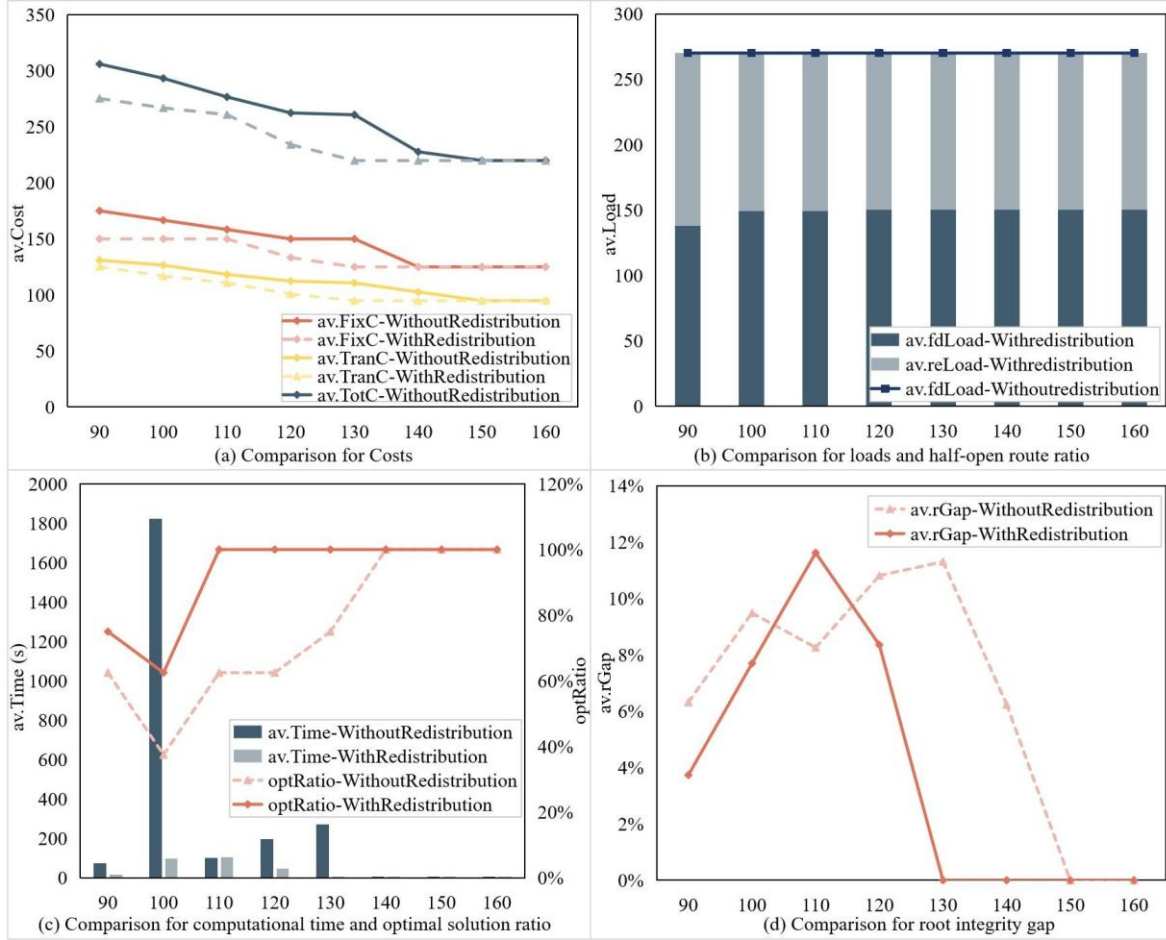 350
300
250
200
150
100
50
0
av.Cost
av.FixC-WithoutRedistribution
av.FixC-WithRedistribution
av.TranC-WithoutRedistribution
av.TranC-WithRedistribution
av.TotC-WithoutRedistribution
90 100 110 120 130 140 150 160
(a) Comparison for Costs
300
250
200
150
100
50
0
av.Load
av.fdLoad-Withredistribution
av.reLoad-Withredistribution
av.fdLoad-Withoutredistribution
90 100 110 120 130 140 150 160
(b) Comparison for loads and half-open route ratio
2000
1800
1600
1400
1200
1000
800
600
400
200
0
av.Time (s)
120%
100%
80%
60%
40%
20%
0%
optRatio
av.Time-WithoutRedistribution
av.Time-WithRedistribution
optRatio-WithoutRedistribution
optRatio-WithRedistribution
90 100 110 120 130 140 150 160
(c) Comparison for computational time and optimal solution ratio
14%
12%
10%
8%
6%
4%
2%
0%
av.rGap
av.rGap-WithoutRedistribution
av.rGap-WithRedistribution
90 100 110 120 130 140 150 160
(d) Comparison for root integrity gap